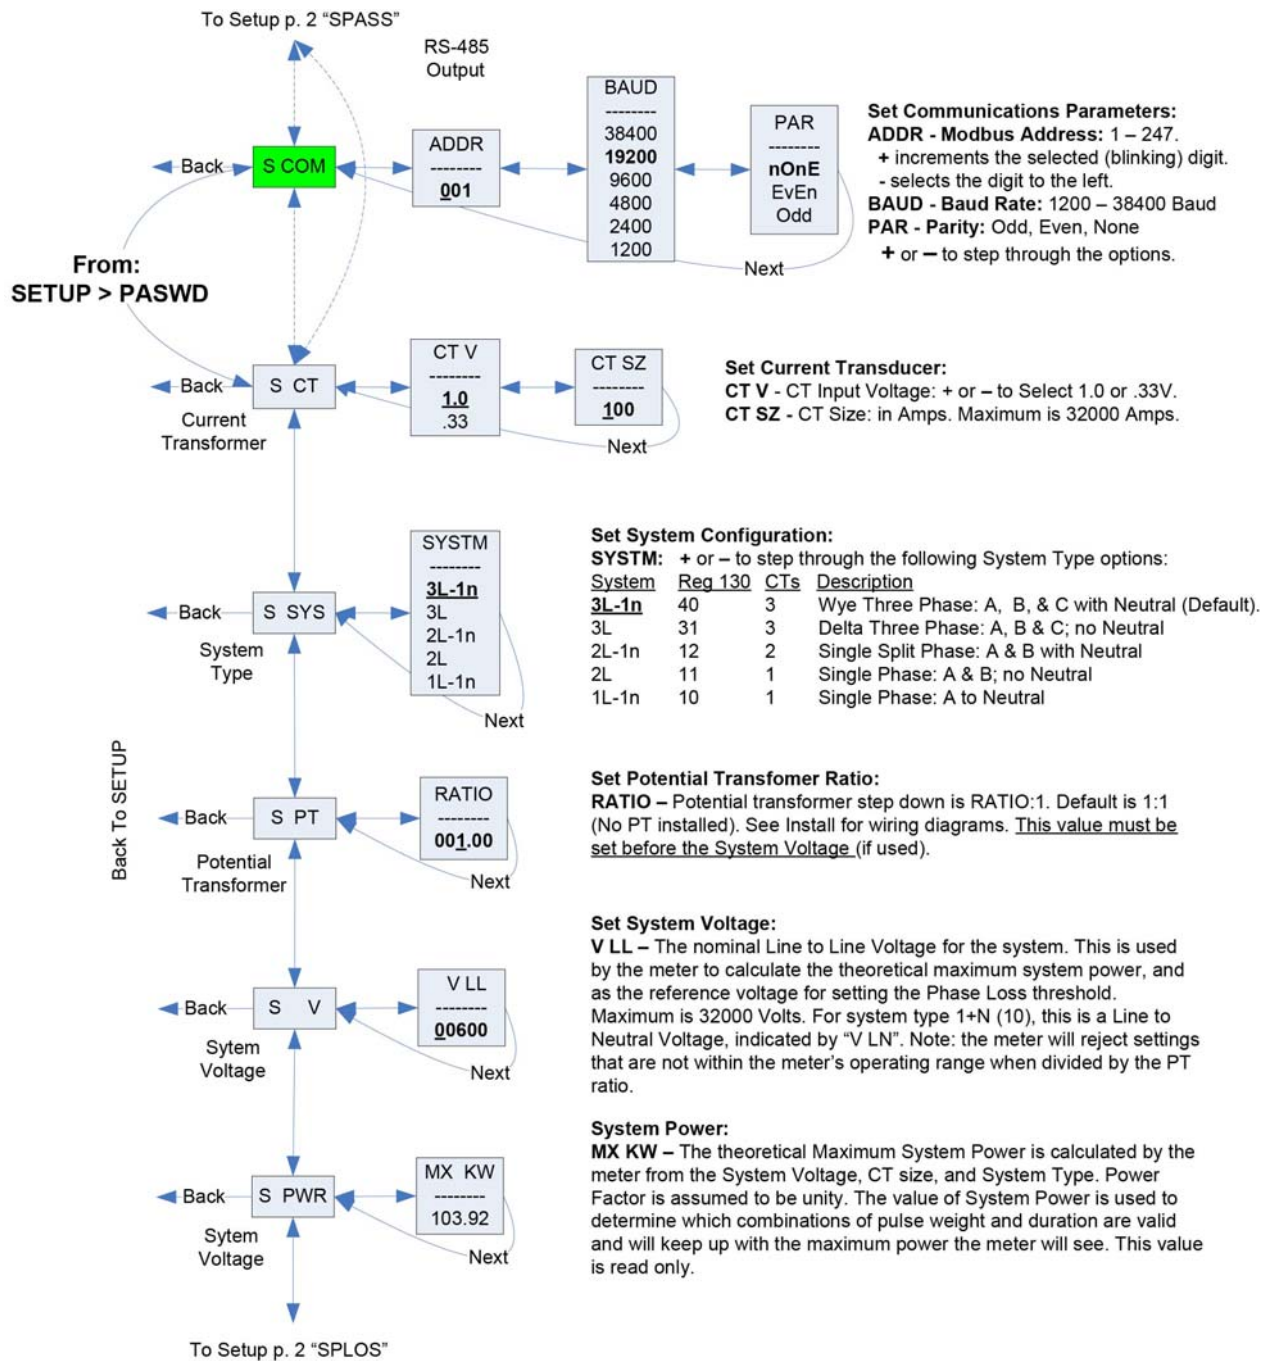 To Setup p. 2 “SPASS”
RS-485
Output
Back
S COM
ADDR
--------
001
BAUD
--------
38400
19200
9600
4800
2400
1200
PAR
--------
nOnE
EvEn
Odd
Next
Set Communications Parameters:
ADDR - Modbus Address: 1 – 247.
+ increments the selected (blinking) digit.
- selects the digit to the left.
BAUD - Baud Rate: 1200 – 38400 Baud
PAR - Parity: Odd, Even, None
+ or – to step through the options.
From:
SETUP > PASWD
Back
S CT
Current
Transformer
CT V
--------
1.0
.33
CT SZ
--------
100
Next
Set Current Transducer:
CT V - CT Input Voltage: + or – to Select 1.0 or .33V.
CT SZ - CT Size: in Amps. Maximum is 32000 Amps.
Back
S SYS
System
Type
SYSTM
--------
3L-1n
3L
2L-1n
2L
1L-1n
Next
Set System Configuration:
SYSTM: + or – to step through the following System Type options:
System Reg 130 CTs Description
3L-1n 40 3 Wye Three Phase: A, B, & C with Neutral (Default).
3L 31 3 Delta Three Phase: A, B & C; no Neutral
2L-1n 12 2 Single Split Phase: A & B with Neutral
2L 11 1 Single Phase: A & B; no Neutral
1L-1n 10 1 Single Phase: A to Neutral
Back To SETUP
Back
S PT
Potential
Transformer
RATIO
--------
001.00
Next
Set Potential Transfomer Ratio:
RATIO – Potential transformer step down is RATIO:1. Default is 1:1
(No PT installed). See Install for wiring diagrams. This value must be
set before the System Voltage (if used).
Back
S V
Sytem
Voltage
V LL
--------
00600
Next
Set System Voltage:
V LL – The nominal Line to Line Voltage for the system. This is used
by the meter to calculate the theoretical maximum system power, and
as the reference voltage for setting the Phase Loss threshold.
Maximum is 32000 Volts. For system type 1+N (10), this is a Line to
Neutral Voltage, indicated by “V LN”. Note: the meter will reject settings
that are not within the meter’s operating range when divided by the PT
ratio.
Back
S PWR
Sytem
Voltage
MX KW
--------
103.92
Next
System Power:
MX KW – The theoretical Maximum System Power is calculated by the
meter from the System Voltage, CT size, and System Type. Power
Factor is assumed to be unity. The value of System Power is used to
determine which combinations of pulse weight and duration are valid
and will keep up with the maximum power the meter will see. This value
is read only.
To Setup p. 2 “SPLOS”